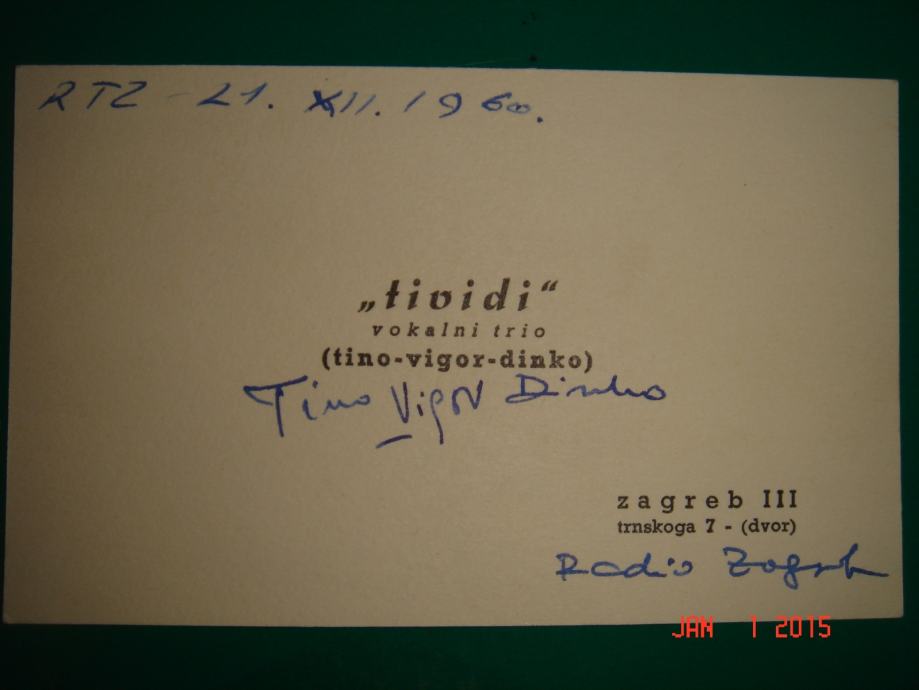 RTZ - 21. XII. 1960.
„tividi“
vokalni trio
(tino-vigor-dinko)
Tino Vigor Dinko
zagreb III
trnskoga 7 - (dvor)
Radio Zagreb
JAN 1 2015